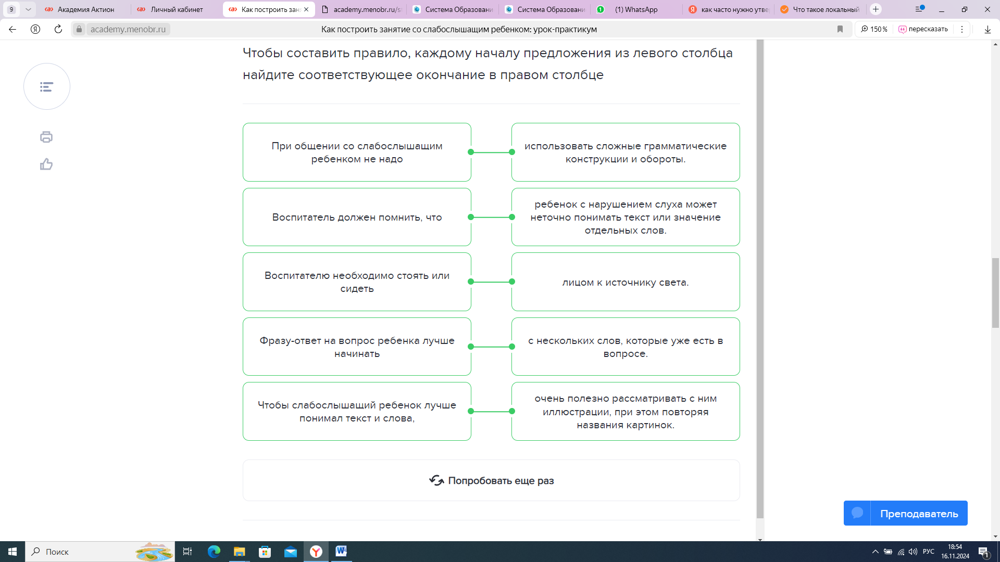 9
Академия Актион
Личный кабинет
Как построить зан
academy.menobr.ru/s
Система Образовани
Система Образовани
(1) WhatsApp
как часто нужно утве
Что такое локальный
academy.menobr.ru
Как построить занятие со слабослышащим ребенком: урок-практикум
150 %
пересказать
Чтобы составить правило, каждому началу предложения из левого столбца
найдите соответствующее окончание в правом столбце
При общении со слабослышащим
ребенком не надо
использовать сложные грамматические
конструкции и обороты.
Воспитатель должен помнить, что
ребенок с нарушением слуха может
неточно понимать текст или значение
отдельных слов.
Воспитателю необходимо стоять или
сидеть
лицом к источнику света.
Фразу-ответ на вопрос ребенка лучше
начинать
с нескольких слов, которые уже есть в
вопросе.
Чтобы слабослышащий ребенок лучше
понимал текст и слова,
очень полезно рассматривать с ним
иллюстрации, при этом повторяя
названия картинок.
Попробовать еще раз
Преподаватель
Поиск
РУС
18:54
16.11.2024
1